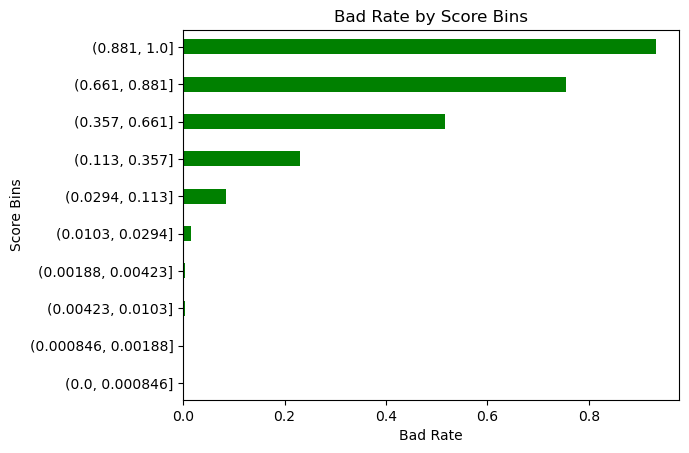 Bad Rate by Score Bins
(0.881, 1.0]
(0.661, 0.881]
(0.357, 0.661]
(0.113, 0.357]
(0.0294, 0.113]
(0.0103, 0.0294]
(0.00188, 0.00423]
(0.00423, 0.0103]
(0.000846, 0.00188]
(0.0, 0.000846]
Score Bins
0.0 0.2 0.4 0.6 0.8
Bad Rate